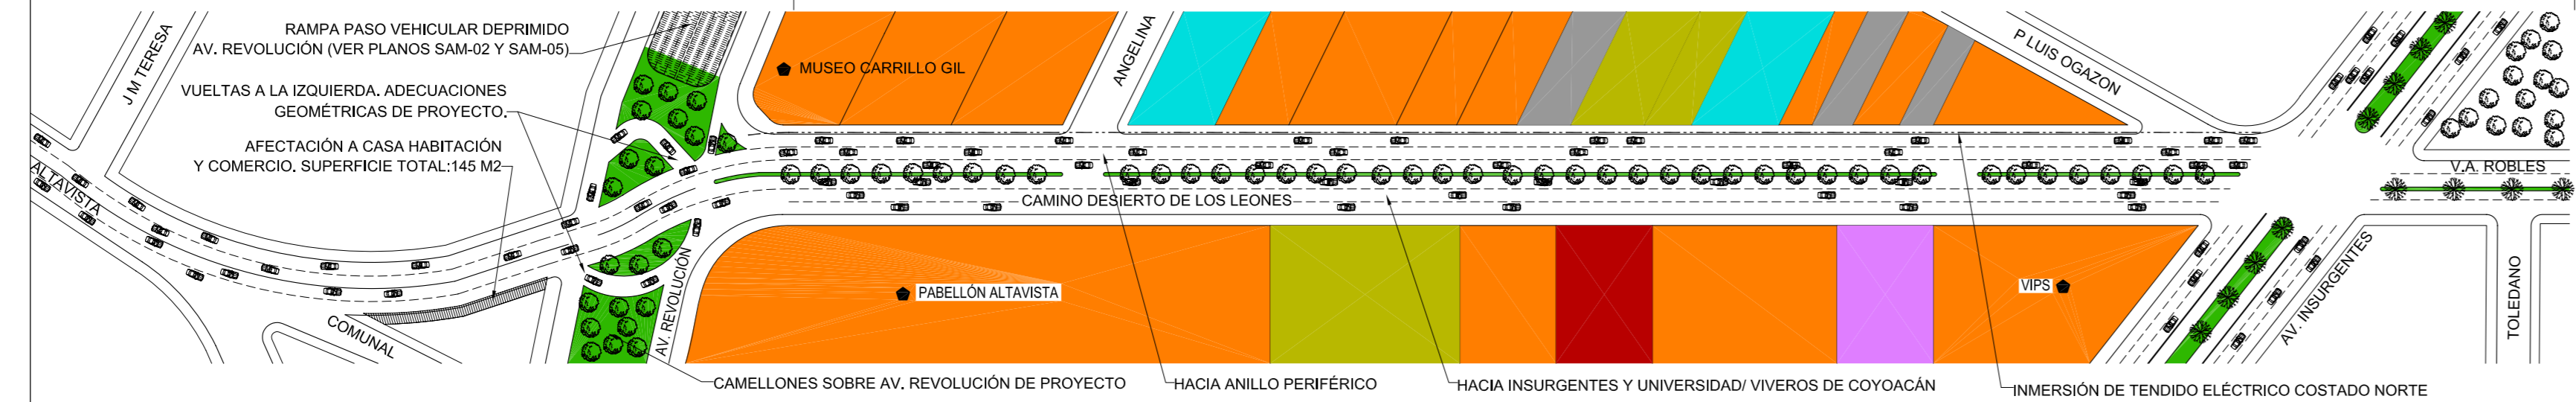 RAMPA PASO VEHICULAR DEPRIMIDO
AV. REVOLUCIÓN (VER PLANOS SAM-02 Y SAM-05)
VUELTAS A LA IZQUIERDA. ADECUACIONES
GEOMÉTRICAS DE PROYECTO.
AFECTACIÓN A CASA HABITACIÓN
Y COMERCIO. SUPERFICIE TOTAL:145 M2
J M TERESA
ALTAVISTA
COMUNAL
AV. REVOLUCIÓN
MUSEO CARRILLO GIL
ANGELINA
P LUIS OGAZON
CAMINO DESIERTO DE LOS LEONES
V.A. ROBLES
PABELLÓN ALTAVISTA
VIPS
AV. INSURGENTES
TOLEDANO
CAMELLONES SOBRE AV. REVOLUCIÓN DE PROYECTO
HACIA ANILLO PERIFÉRICO
HACIA INSURGENTES Y UNIVERSIDAD/ VIVEROS DE COYOACÁN
INMERSIÓN DE TENDIDO ELÉCTRICO COSTADO NORTE